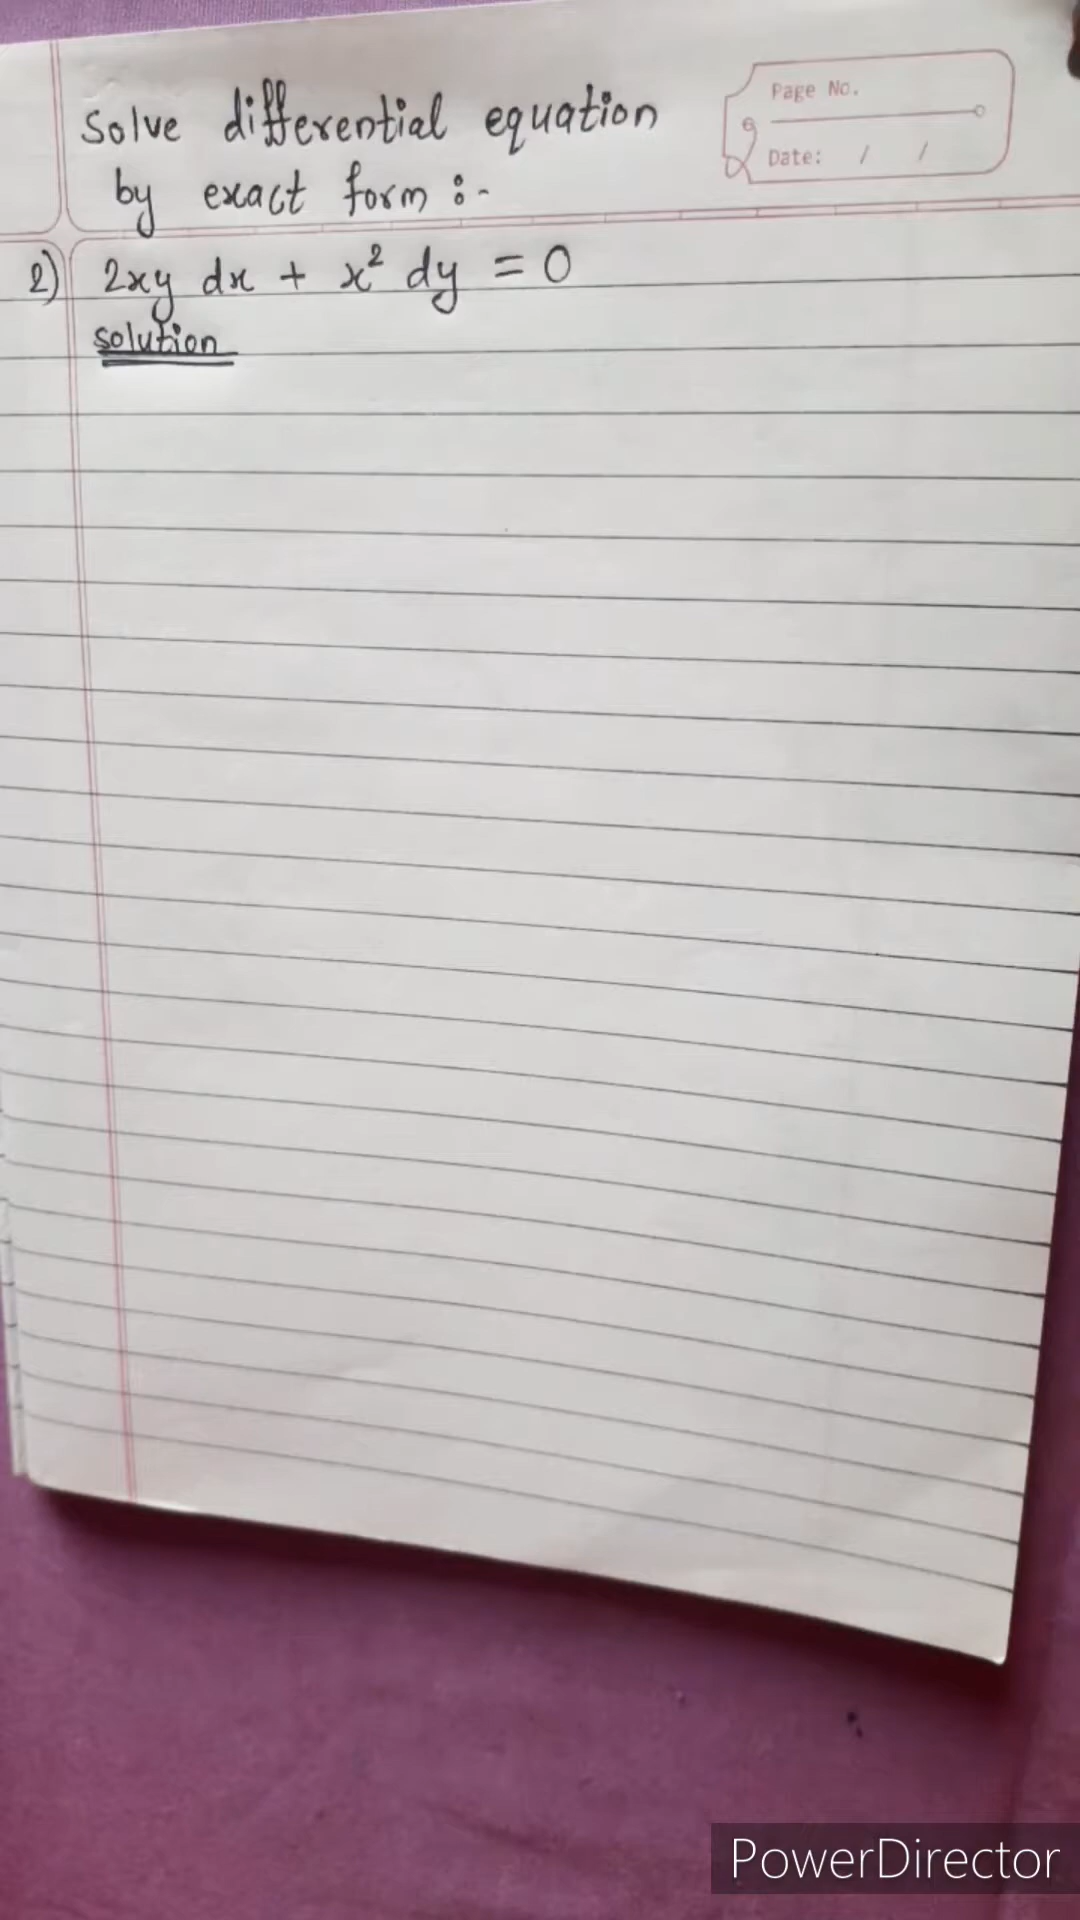 Solve differential equation
by exact form :-
Page No.
Date: / /
2) 2xy dx + x² dy = 0
solution
PowerDirector